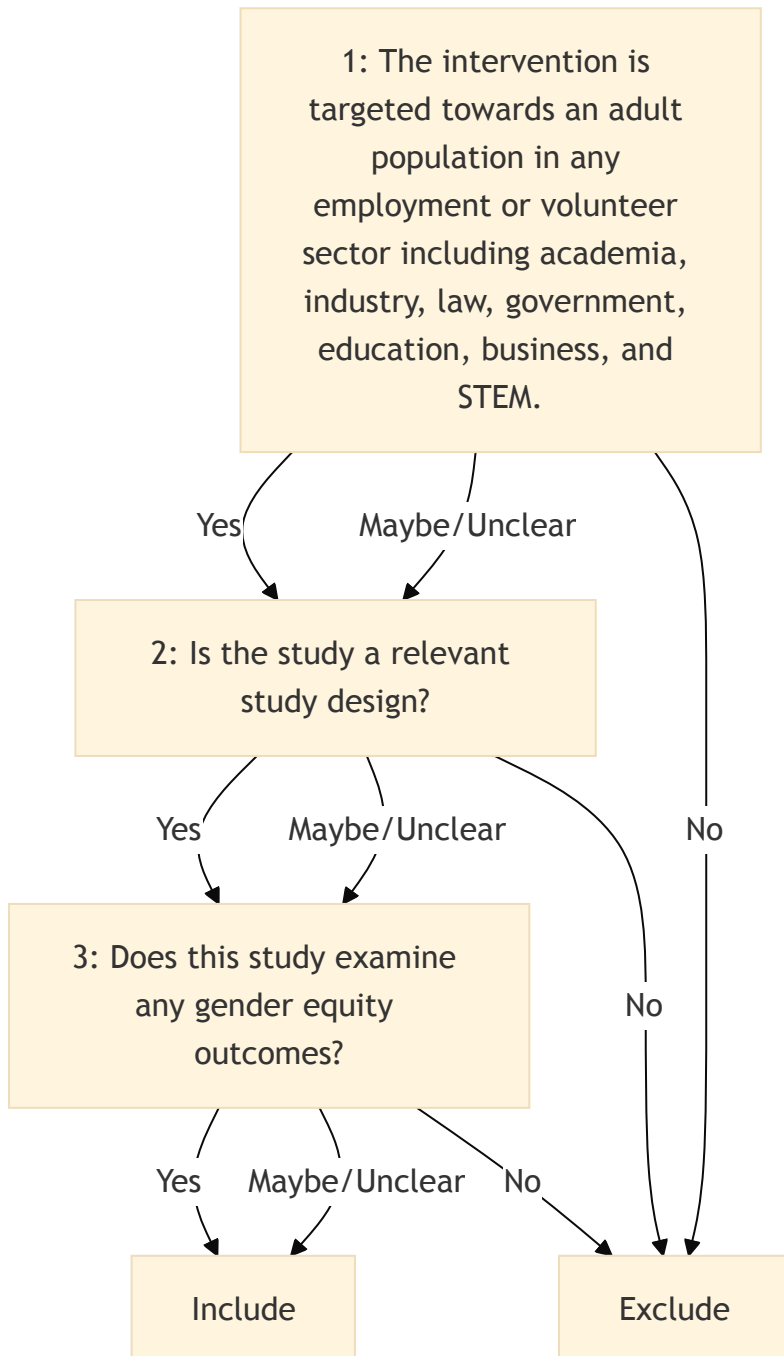 1: The intervention is
targeted towards an adult
population in any
employment or volunteer
sector including academia,
industry, law, government,
education, business, and
STEM.
Yes
Maybe/Unclear
2: Is the study a relevant
study design?
Yes
Maybe/Unclear
No
3: Does this study examine
any gender equity
outcomes?
No
Yes
Maybe/Unclear
No
Include
Exclude